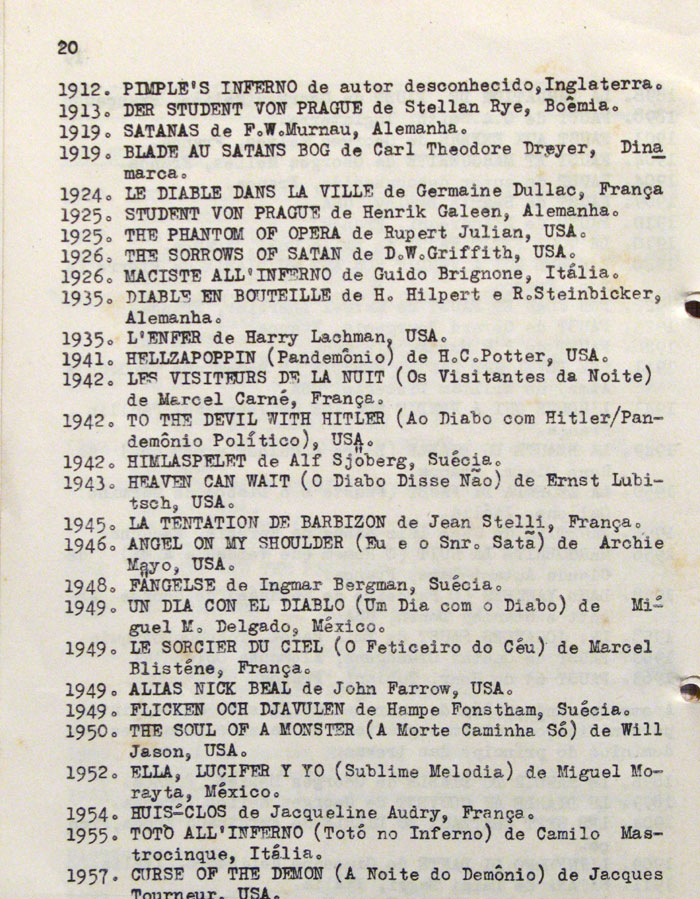 20
1912. PIMPLE'S INFERNO de autor desconhecido,Inglaterra.
1913. DER STUDENT VON PRAGUE de Stellan Rye, Boêmia.
1919. SATANAS de F.W.Murnau, Alemanha.
1919. BLADE AU SATANS BOG de Carl Theodore Dreyer, Dina
marca.
1924. LE DIABLE DANS LA VILLE de Germaine Dullac, França
1925. STUDENT VON PRAGUE de Henrik Galeen, Alemanha.
1925. THE PHANTOM OF OPERA de Rupert Julian, USA.
1926. THE SORROWS OF SATAN de D.W.Griffith, USA.
1926. MACISTE ALL'INFERNO de Guido Brignone, Itália.
1935. DIABLE EN BOUTEILLE de H. Hilpert e R.Steinbicker,
Alemanha.
1935. L'ENFER de Harry Lachman, USA.
1941. HELLZAPOPPIN (Pandemônio) de H.C.Potter, USA.
1942. LES VISITEURS DE LA NUIT (Os Visitantes da Noite)
de Marcel Carné, França.
1942. TO THE DEVIL WITH HITLER (Ao Diabo com Hitler/Pan-
demônio Político), USA.
1942. HIMLASPELET de Alf Sjöberg, Suécia.
1943. HEAVEN CAN WAIT (O Diabo Disse Não) de Ernst Lubi-
tsch, USA.
1945. LA TENTATION DE BARBIZON de Jean Stelli, França.
1946. ANGEL ON MY SHOULDER (Eu e o Snr. Satã) de Archie
Mayo, USA.
1948. FÄNGELSE de Ingmar Bergman, Suécia.
1949. UN DIA CON EL DIABLO (Um Dia com o Diabo) de Mi-
guel M. Delgado, México.
1949. LE SORCIER DU CIEL (O Feticeiro do Céu) de Marcel
Blisténe, França.
1949. ALIAS NICK BEAL de John Farrow, USA.
1949. FLICKEN OCH DJAVULEN de Hampe Fonstham, Suécia.
1950. THE SOUL OF A MONSTER (A Morte Caminha Só) de Will
Jason, USA.
1952. ELLA, LUCIFER Y YO (Sublime Melodia) de Miguel Mo-
rayta, México.
1954. HUIS-CLOS de Jacqueline Audry, França.
1955. TOTÒ ALL'INFERNO (Totó no Inferno) de Camilo Mas-
trocinque, Itália.
1957. CURSE OF THE DEMON (A Noite do Demônio) de Jacques
Tourneur, USA.